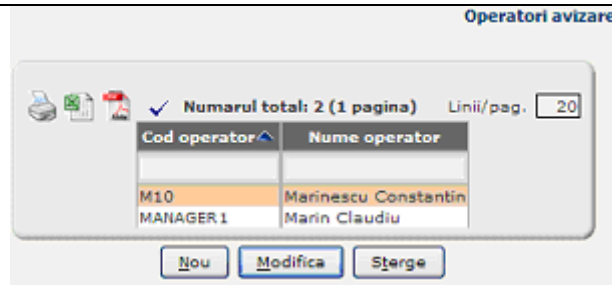 Operatori avizare
Numarul total: 2 (1 pagina) Linii/pag. 20
Cod operator Nume operator
M10 Marinescu Constantin
MANAGER1 Marin Claudiu
Nou Modifica Sterge